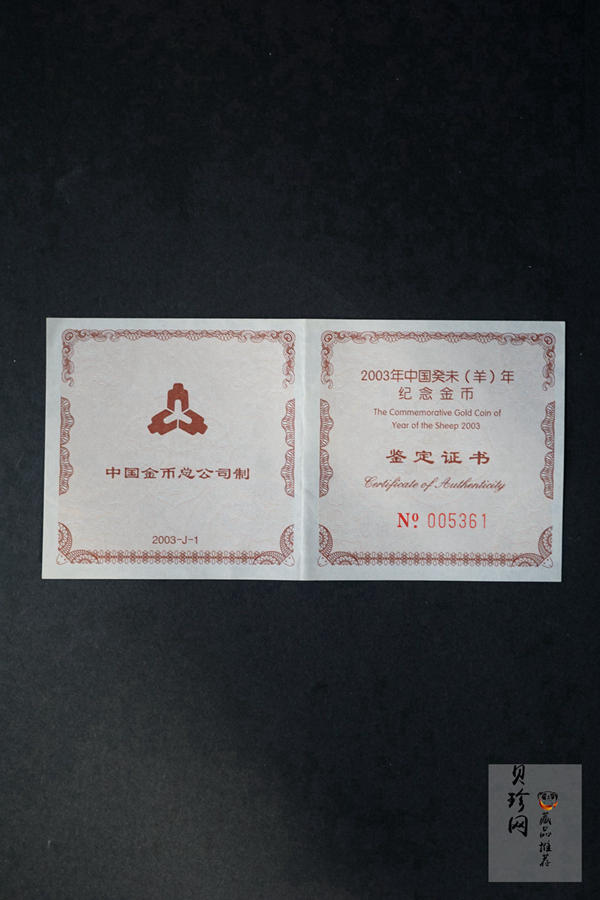 中国金币总公司制
2003-J-1
2003年中国癸未（羊）年
纪念金币
The Commemorative Gold Coin of
Year of the Sheep 2003
鉴定证书
Certificate of Authenticity
Nº 005361
贝珍网
藏品推荐